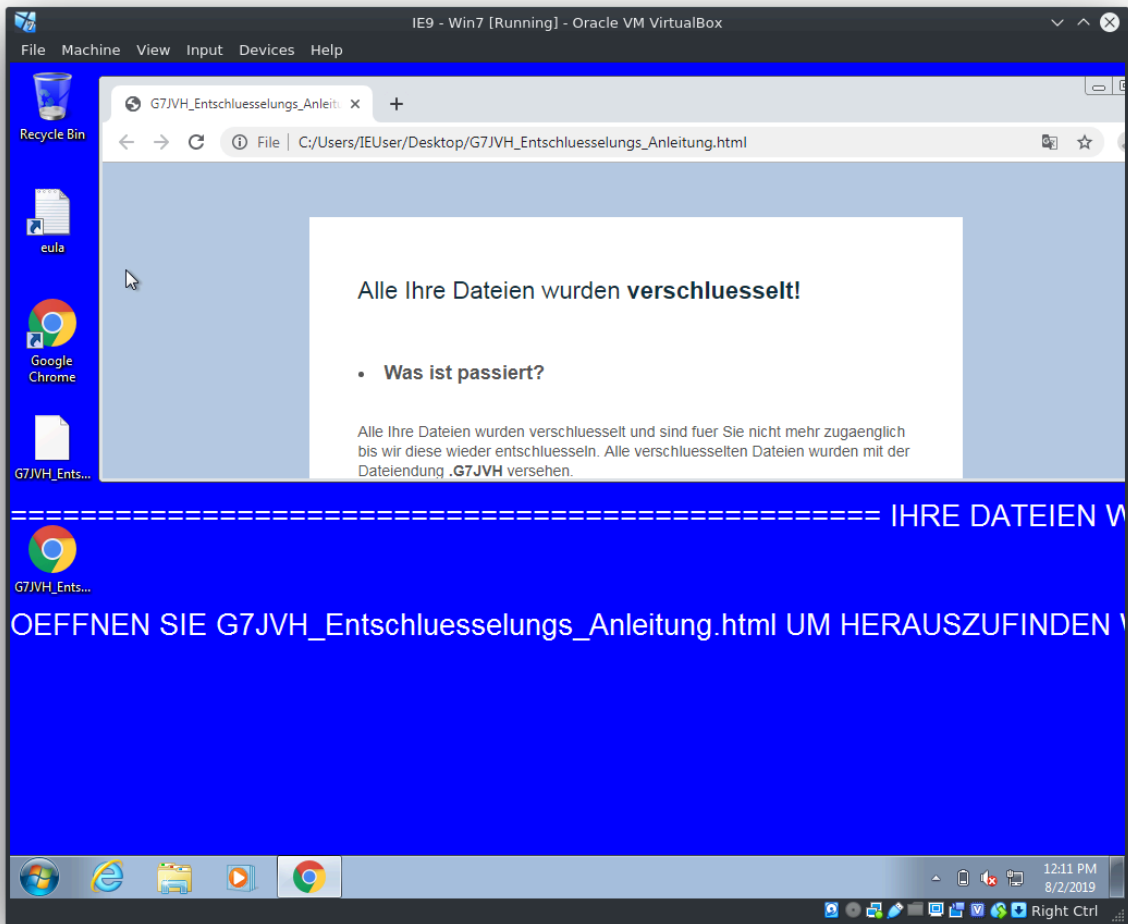 IE9 - Win7 [Running] - Oracle VM VirtualBox
File Machine View Input Devices Help
Recycle Bin
G7JVH_Entschluesselungs_Anleitu
File C:/Users/IEUser/Desktop/G7JVH_Entschluesselungs_Anleitung.html
eula
Alle Ihre Dateien wurden verschluesselt!
Google
Chrome
• Was ist passiert?
Alle Ihre Dateien wurden verschluesselt und sind fuer Sie nicht mehr zugaenglich
bis wir diese wieder entschluesseln. Alle verschluesselten Dateien wurden mit der
Dateiendung .G7JVH versehen.
G7JVH_Ents...
================================================== IHRE DATEIEN W
G7JVH_Ents...
OEFFNEN SIE G7JVH_Entschluesselungs_Anleitung.html UM HERAUSZUFINDEN
12:11 PM
8/2/2019
Right Ctrl